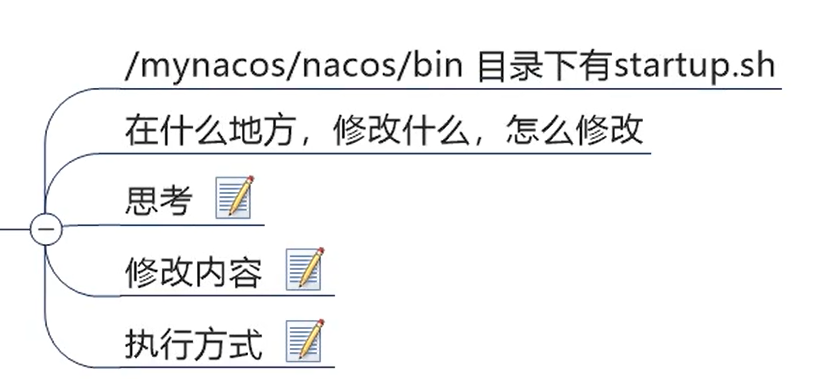 /mynacos/nacos/bin 目录下有startup.sh
在什么地方，修改什么，怎么修改
思考
修改内容
执行方式